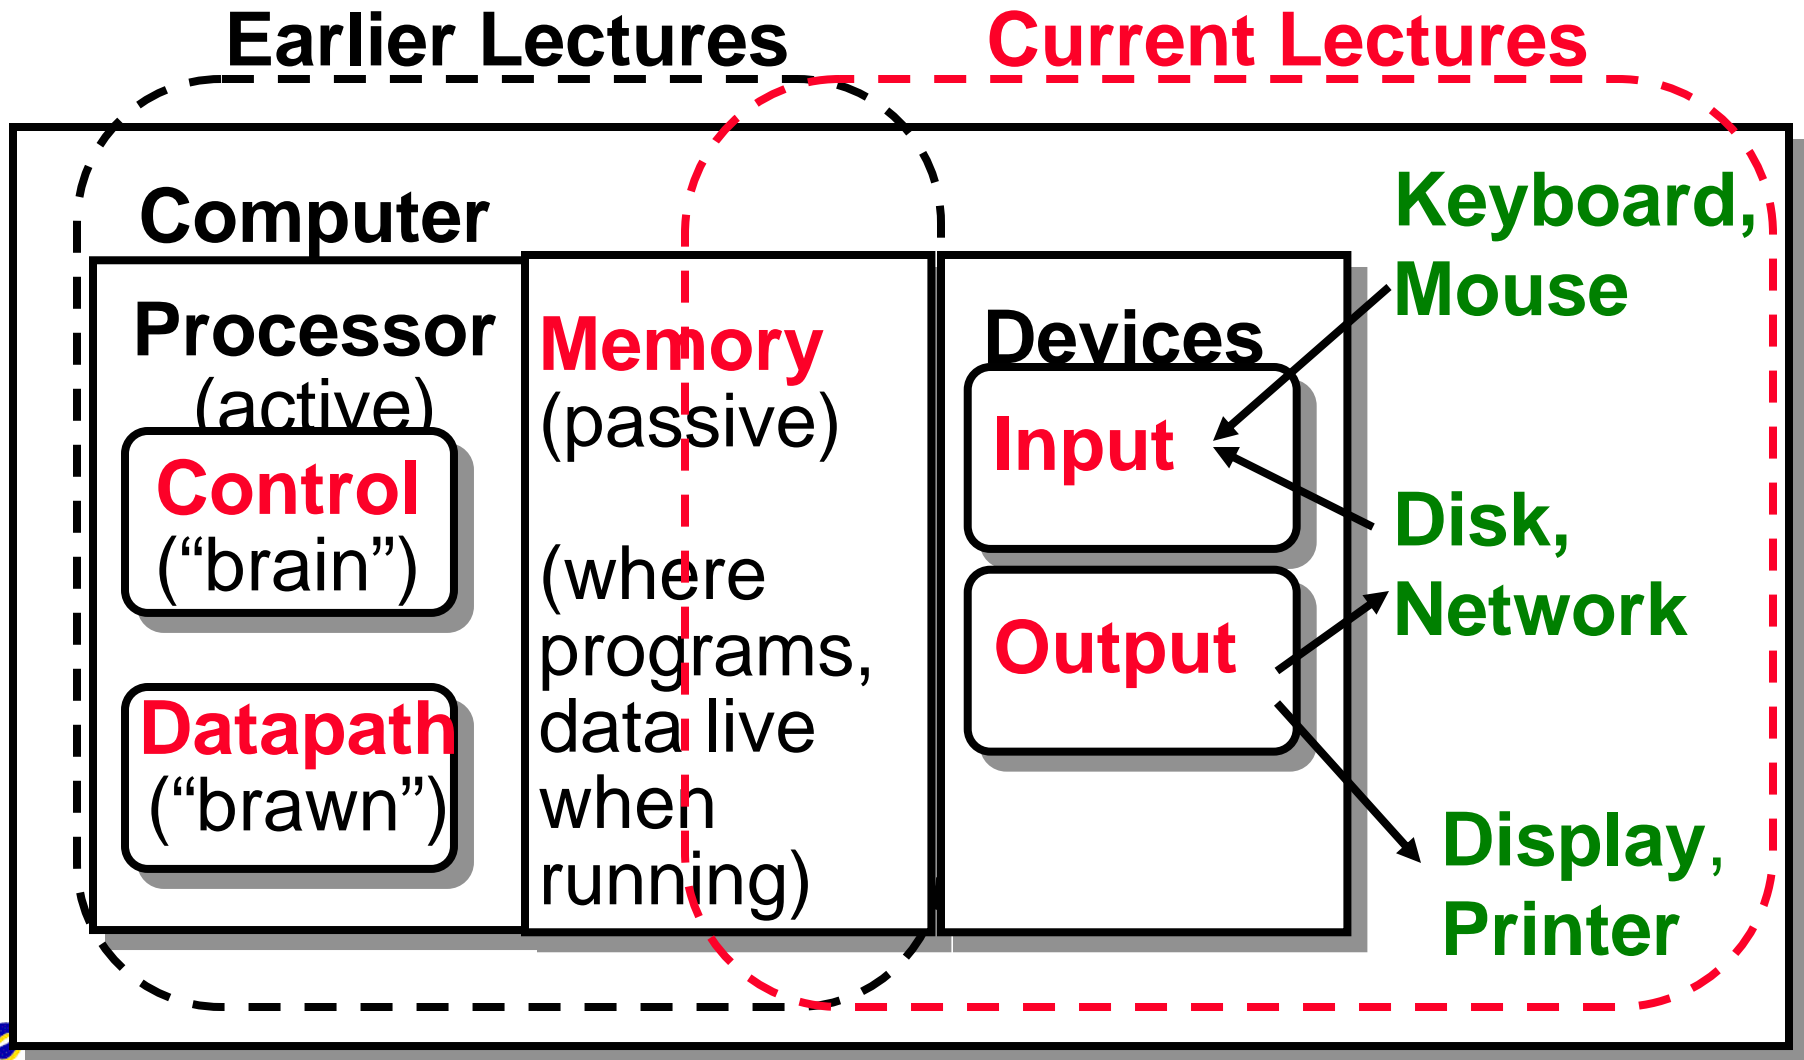 Earlier Lectures
Current Lectures
Computer
Processor
(active)
Control
(“brain”)
Datapath
(“brawn”)
Memory
(passive)
(where
programs,
data live
when
running)
Devices
Input
Output
Keyboard,
Mouse
Disk,
Network
Display,
Printer